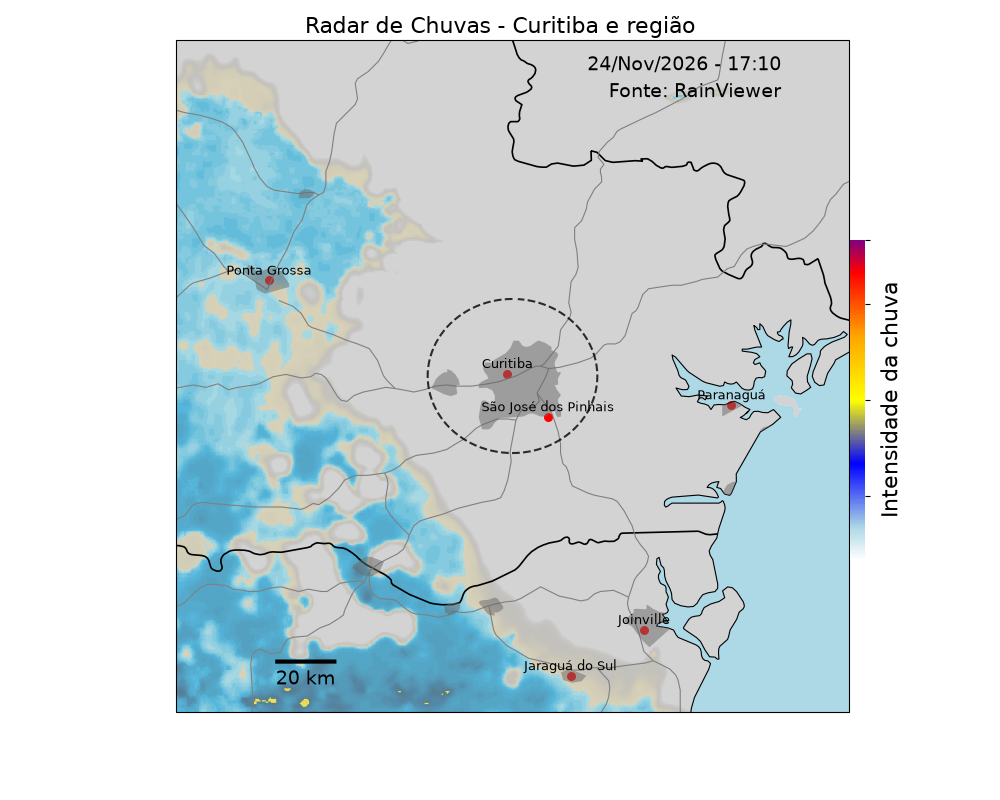 Radar de Chuvas - Curitiba e região
24/Nov/2026 - 17:10
Fonte: RainViewer
Ponta Grossa
Curitiba
Paranaguá
São José dos Pinhais
Joinville
Jaraguá do Sul
20 km
Intensidade da chuva